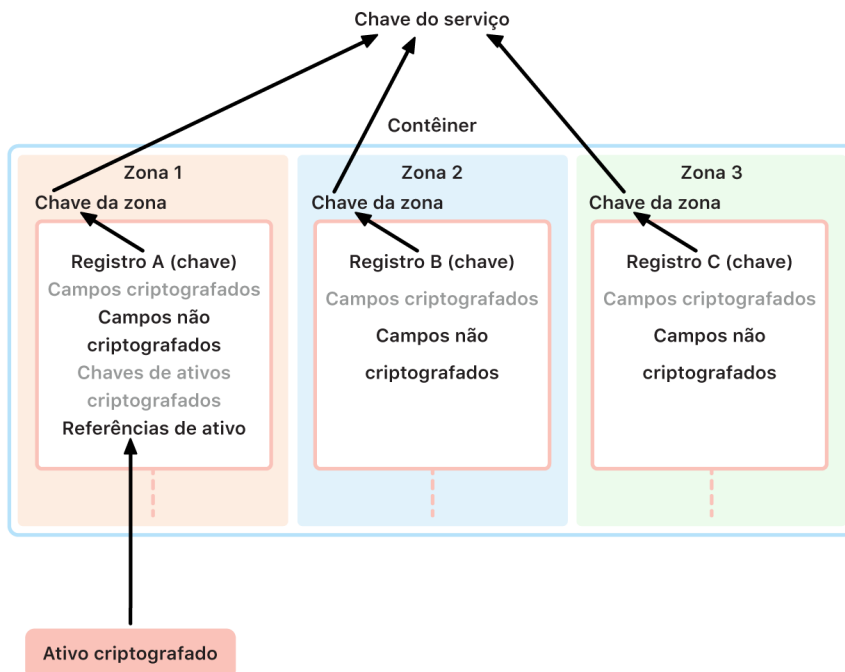 Chave do serviço
Contêiner
Zona 1
Chave da zona
Registro A (chave)
Campos criptografados
Campos não
criptografados
Chaves de ativos
criptografados
Referências de ativo
Zona 2
Chave da zona
Registro B (chave)
Campos criptografados
Campos não
criptografados
Zona 3
Chave da zona
Registro C (chave)
Campos criptografados
Campos não
criptografados
Ativo criptografado